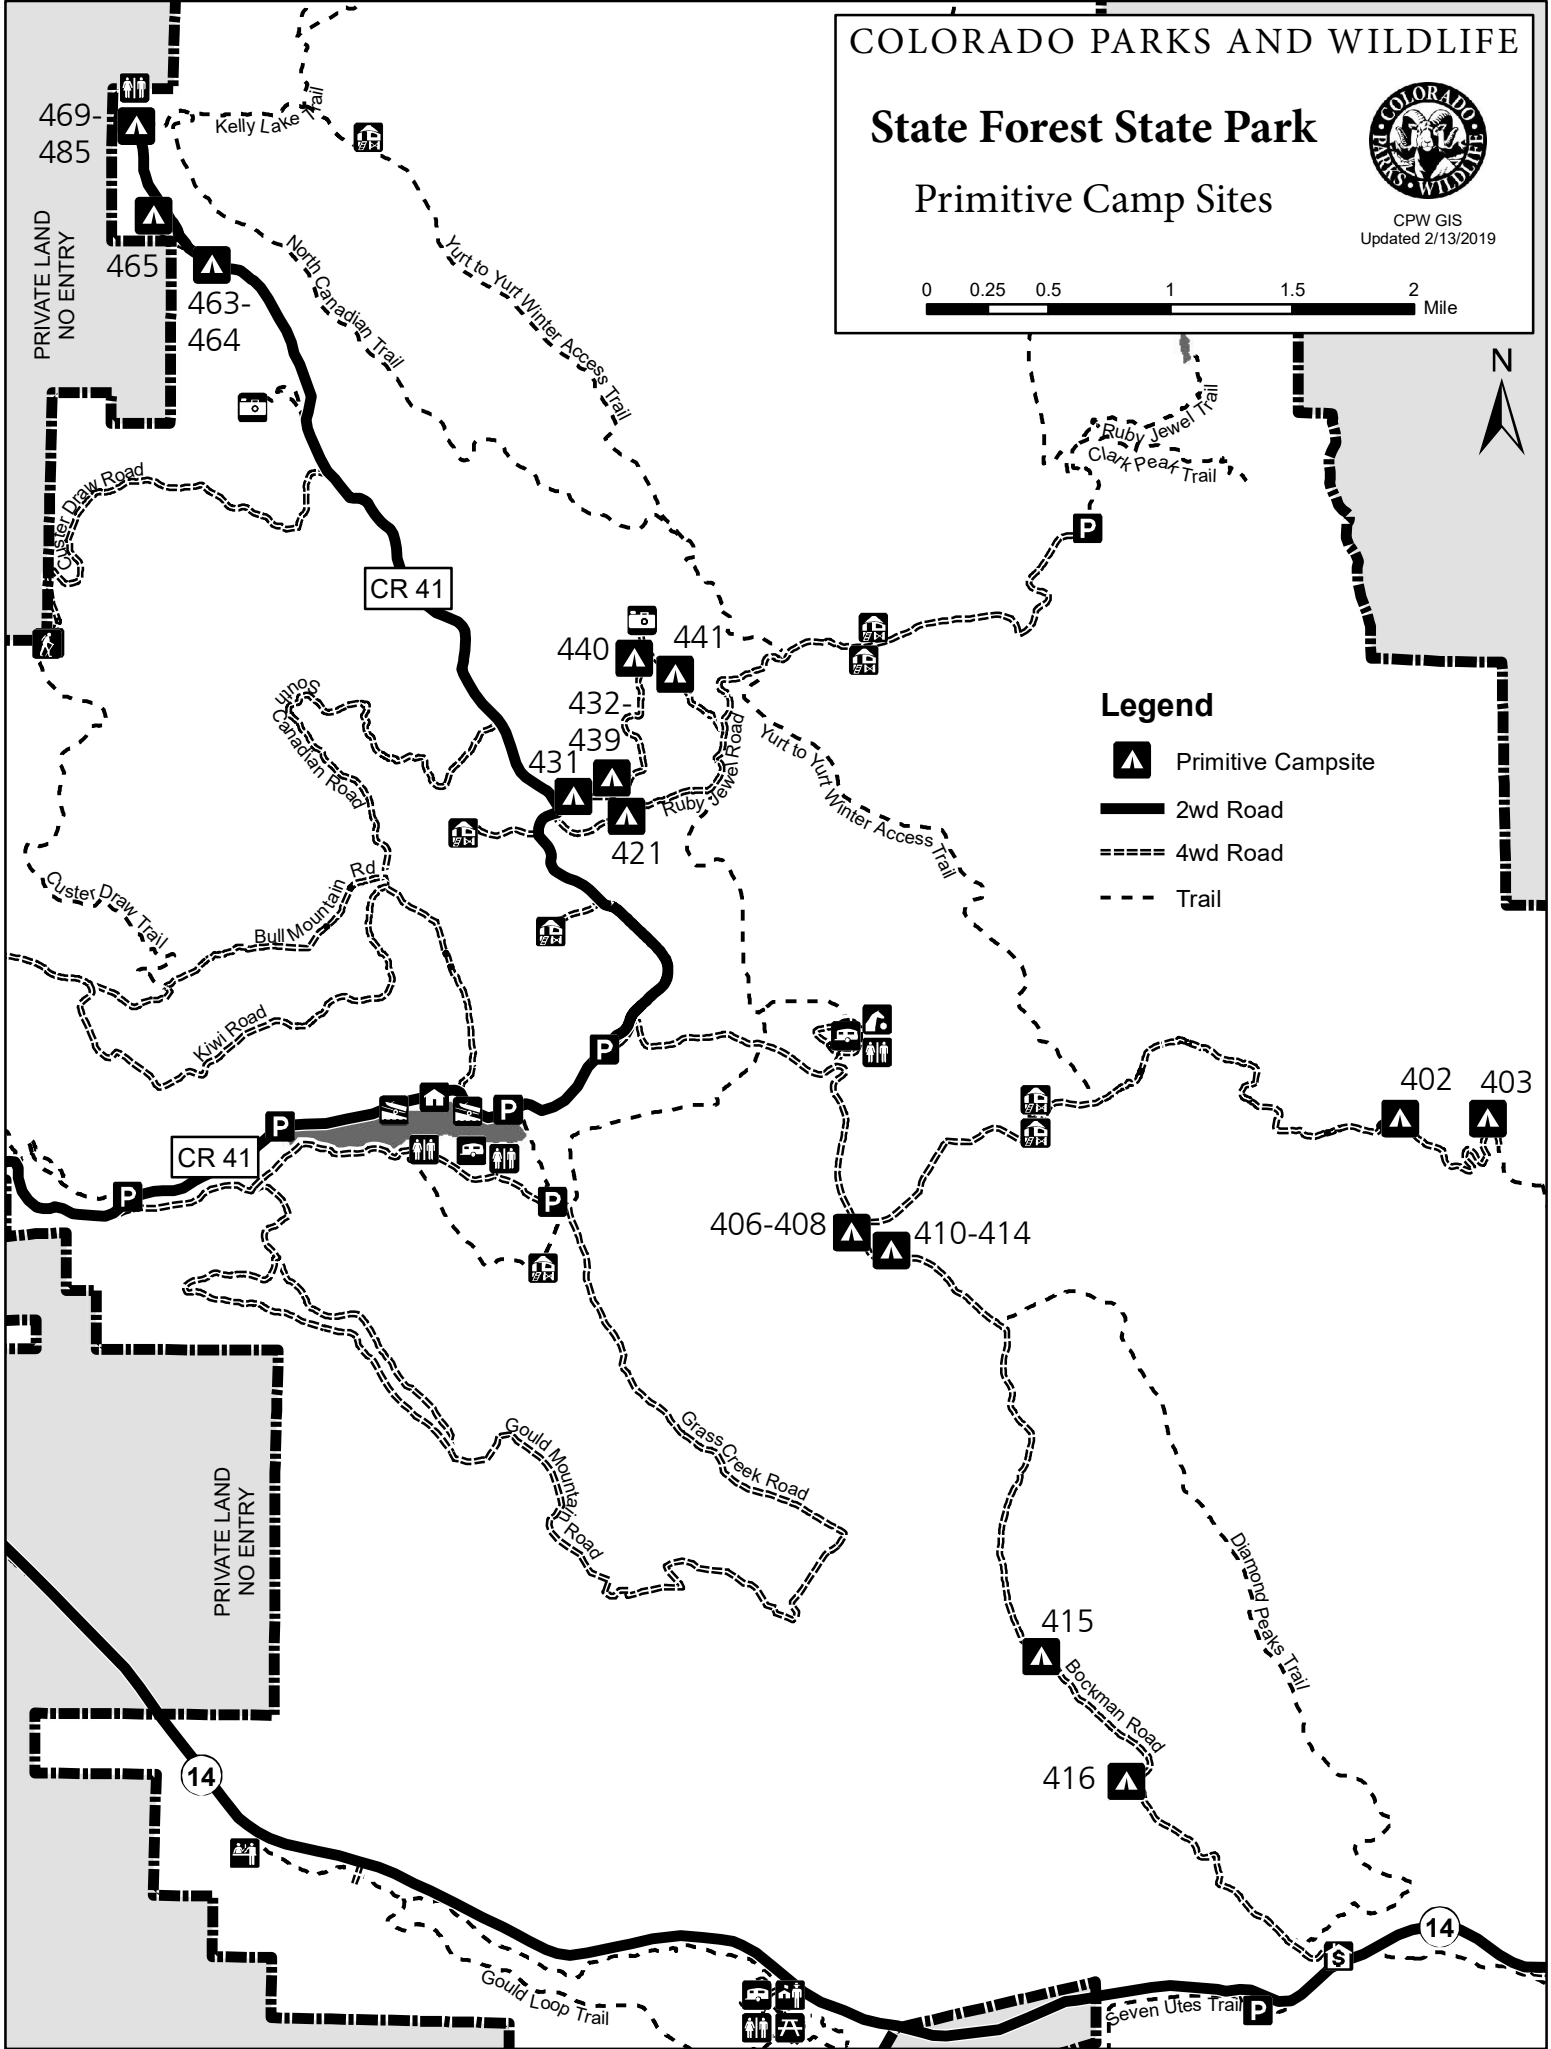 COLORADO PARKS AND WILDLIFE
State Forest State Park
Primitive Camp Sites
COLORADO
PARKS • WILDLIFE
CPW GIS
Updated 2/13/2019
0 0.25 0.5 1 1.5 2
Mile
N
469-
485
Kelly Lake Trail
465
463-
464
PRIVATE LAND
NO ENTRY
North Canadian Trail
Yurt to Yurt Winter Access Trail
Ruby Jewel Trail
Clark Peak Trail
P
Custer Draw Road
CR 41
440
441
432-
439
431
421
Ruby Jewel Road
South
Canadian Road
Yurt to Yurt Winter Access Trail
Legend
Primitive Campsite
2wd Road
4wd Road
Trail
Custer Draw Trail
Bull Mountain Rd
Kiwi Road
P
P
P
CR 41
P
P
402
403
406-408
410-414
Gould Mountain Road
Grass Creek Road
PRIVATE LAND
NO ENTRY
Diamond Peaks Trail
415
Bockman Road
416
14
14
$
Gould Loop Trail
Seven Utes Trail
P